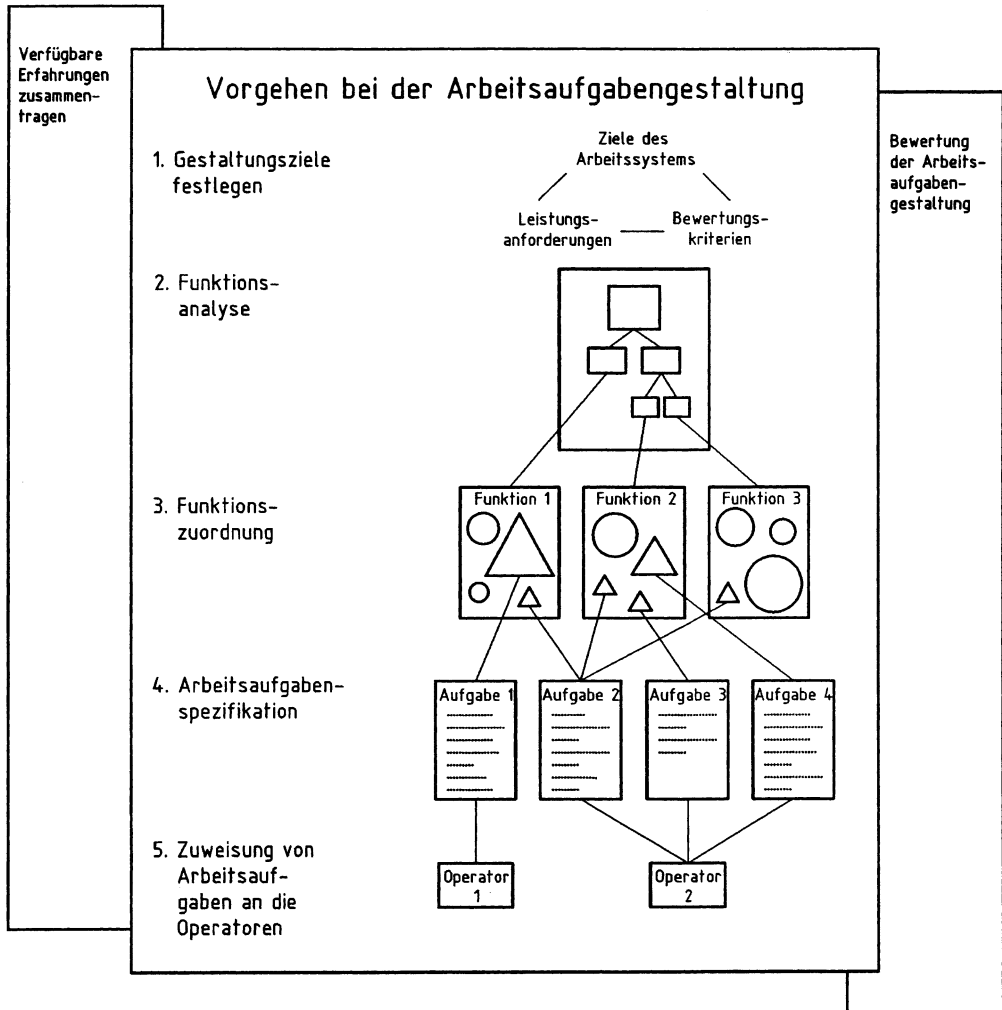 Verfügbare
Erfahrungen
zusammen-
tragen
Vorgehen bei der Arbeitsaufgabengestaltung
Bewertung
der Arbeits-
aufgaben-
gestaltung
1. Gestaltungsziele
festlegen
Ziele des
Arbeitssystems
Leistungs-
anforderungen
Bewertungs-
kriterien
2. Funktions-
analyse
3. Funktions-
zuordnung
Funktion 1
Funktion 2
Funktion 3
4. Arbeitsaufgaben-
spezifikation
Aufgabe 1
Aufgabe 2
Aufgabe 3
Aufgabe 4
5. Zuweisung von
Arbeitsauf-
gaben an die
Operatoren
Operator
1
Operator
2